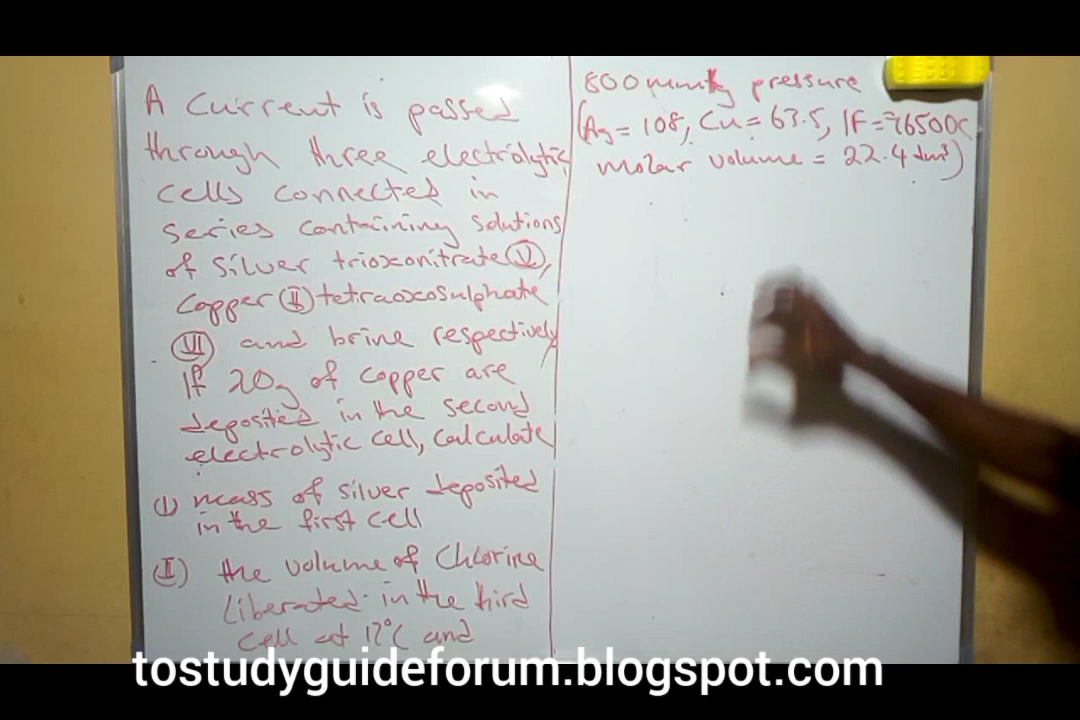 A Current is passed
through three electrolytic
cells connected in
series containing solutions
of silver trioxonitrate (V),
Copper (II) tetraoxosulphate
(VI) and brine respectively
If 20g of copper are
deposited in the second
electrolytic cell, calculate
(I) mass of silver deposited
in the first cell
(II) the volume of chlorine
liberated in the third
cell at 17°C and
800mmHg pressure
(Ag = 108, Cu = 63.5, 1F = 96500C
molar volume = 22.4 dm³)
tostudyguideforum.blogspot.com